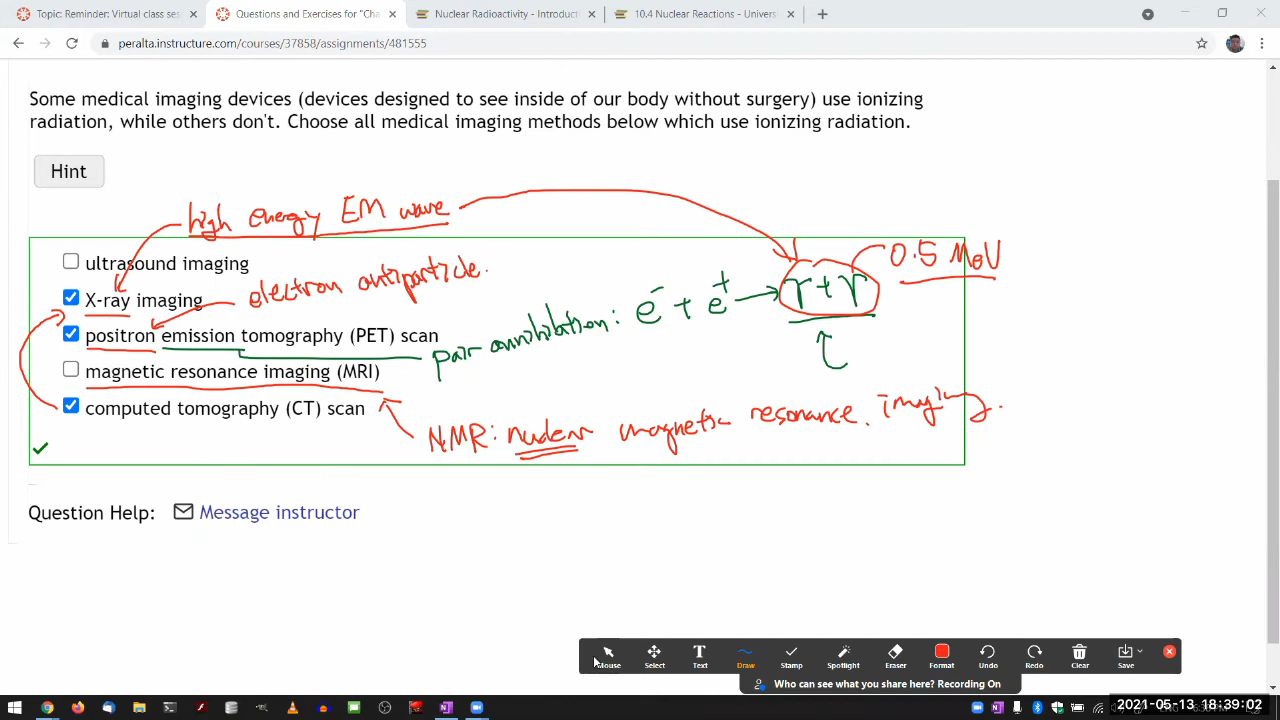 Topic: Reminder: Virtual class ses
Questions and Exercises for "Cha
Nuclear Radioactivity - Introduct
10.4 Nuclear Reactions - Univers
peralta.instructure.com/courses/37858/assignments/481555
Some medical imaging devices (devices designed to see inside of our body without surgery) use ionizing
radiation, while others don't. Choose all medical imaging methods below which use ionizing radiation.
Hint
high energy EM wave
ultrasound imaging
0.5 MeV
electron antiparticle.
X-ray imaging
γ + γ
e⁻ + e⁺ →
positron emission tomography (PET) scan
pair annihilation:
magnetic resonance imaging (MRI)
computed tomography (CT) scan
NMR: nuclear magnetic resonance. imaging.
Question Help: Message instructor
Mouse Select Text Draw Stamp Spotlight Eraser Format Undo Redo Clear Save
Who can see what you share here? Recording On
2021-05-13 18:39:02